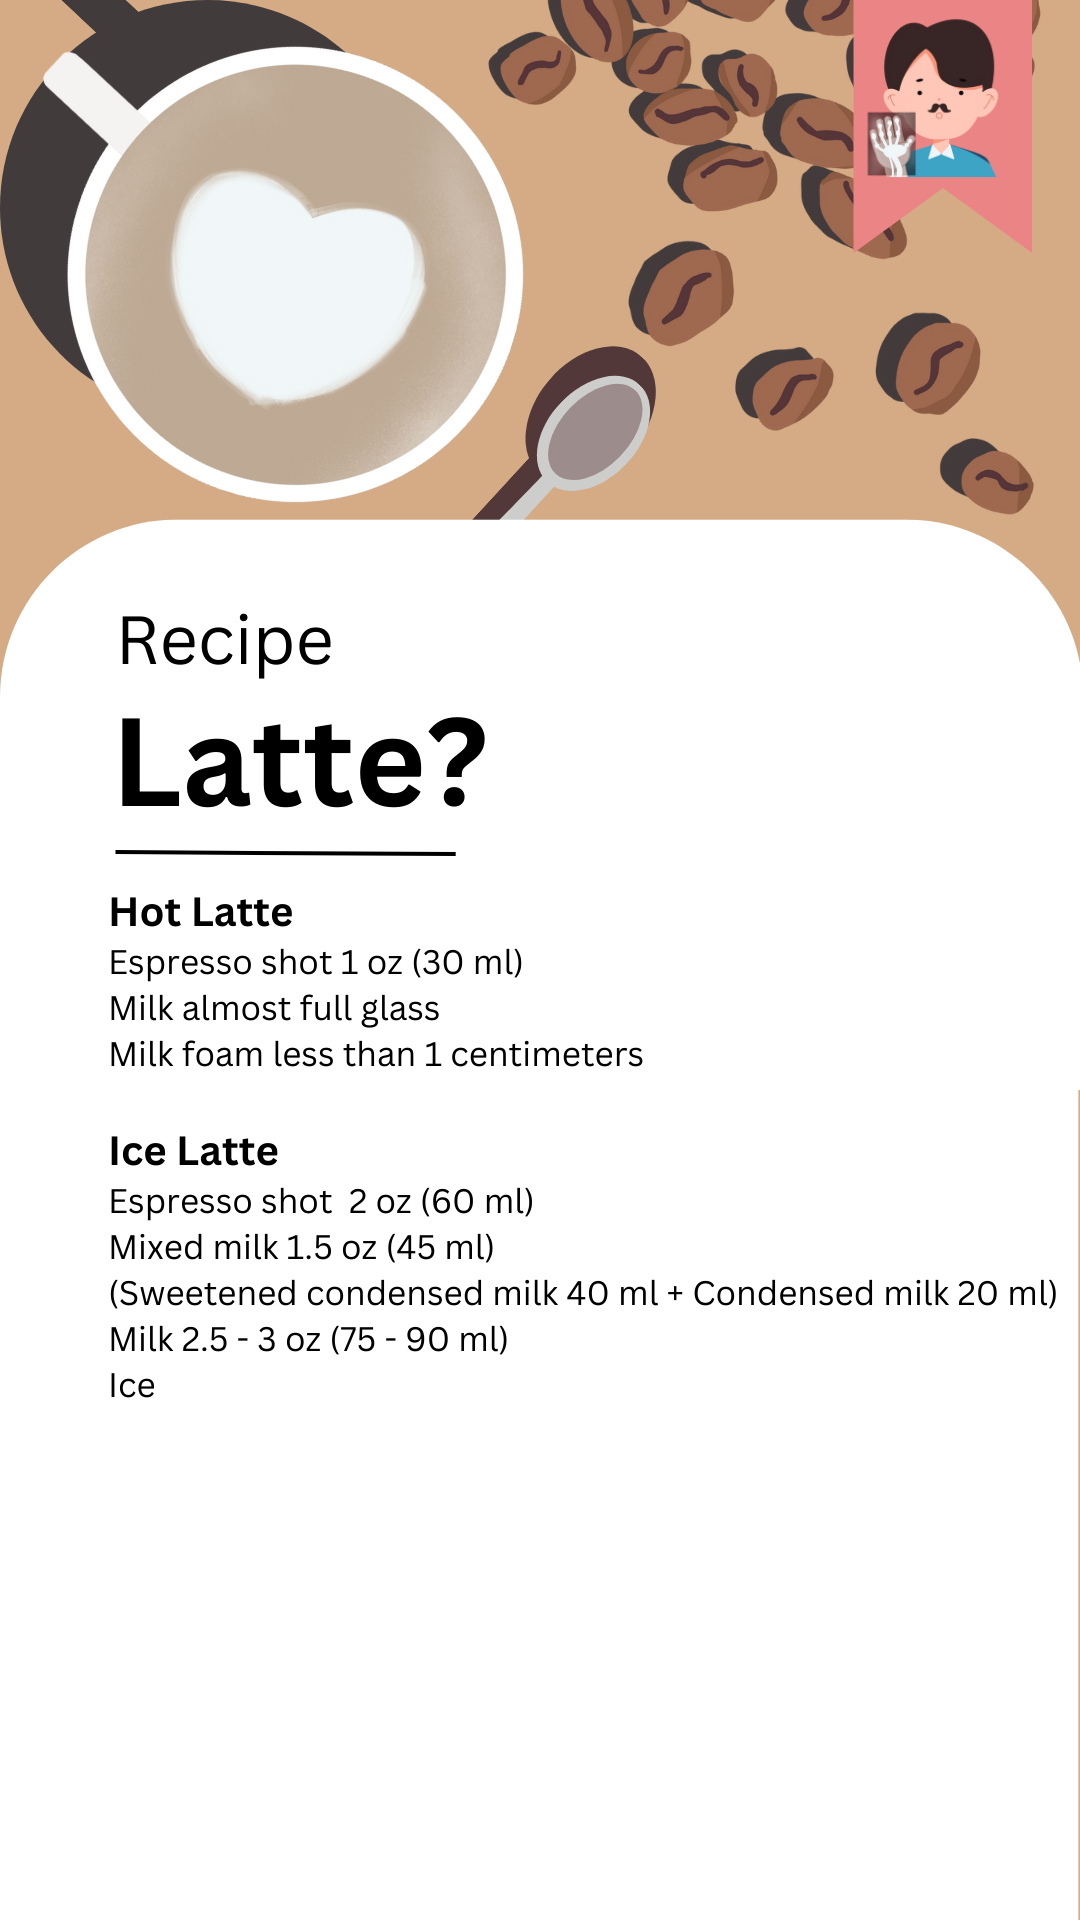 Recipe
Latte?
Hot Latte
Espresso shot 1 oz (30 ml)
Milk almost full glass
Milk foam less than 1 centimeters
Ice Latte
Espresso shot  2 oz (60 ml)
Mixed milk 1.5 oz (45 ml)
(Sweetened condensed milk 40 ml + Condensed milk 20 ml)
Milk 2.5 - 3 oz (75 - 90 ml)
Ice